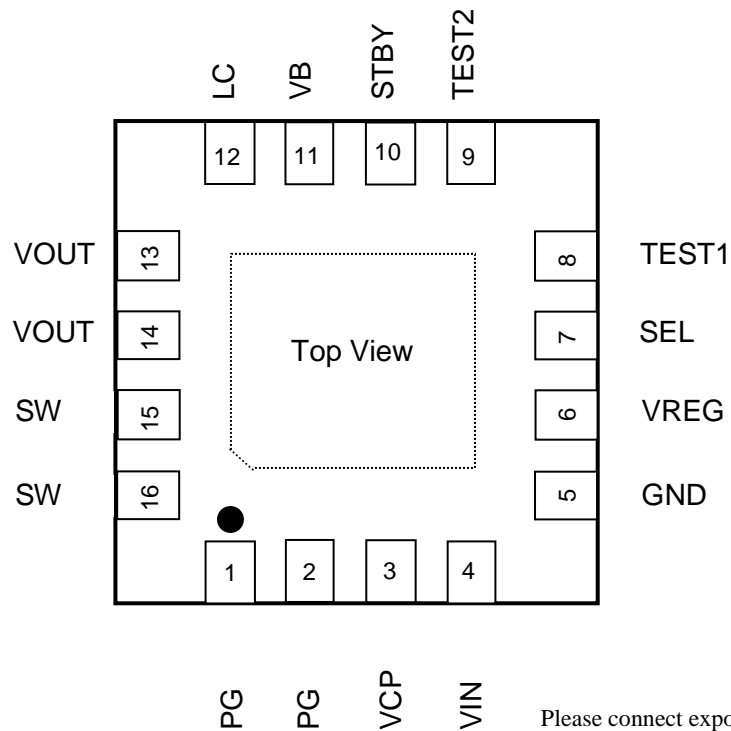 LC VB STBY TEST2
12 11 10 9
VOUT 13 8 TEST1
VOUT 14 Top View 7 SEL
SW 15 6 VREG
SW 16 5 GND
1 2 3 4
PG PG VCP VIN
Please connect